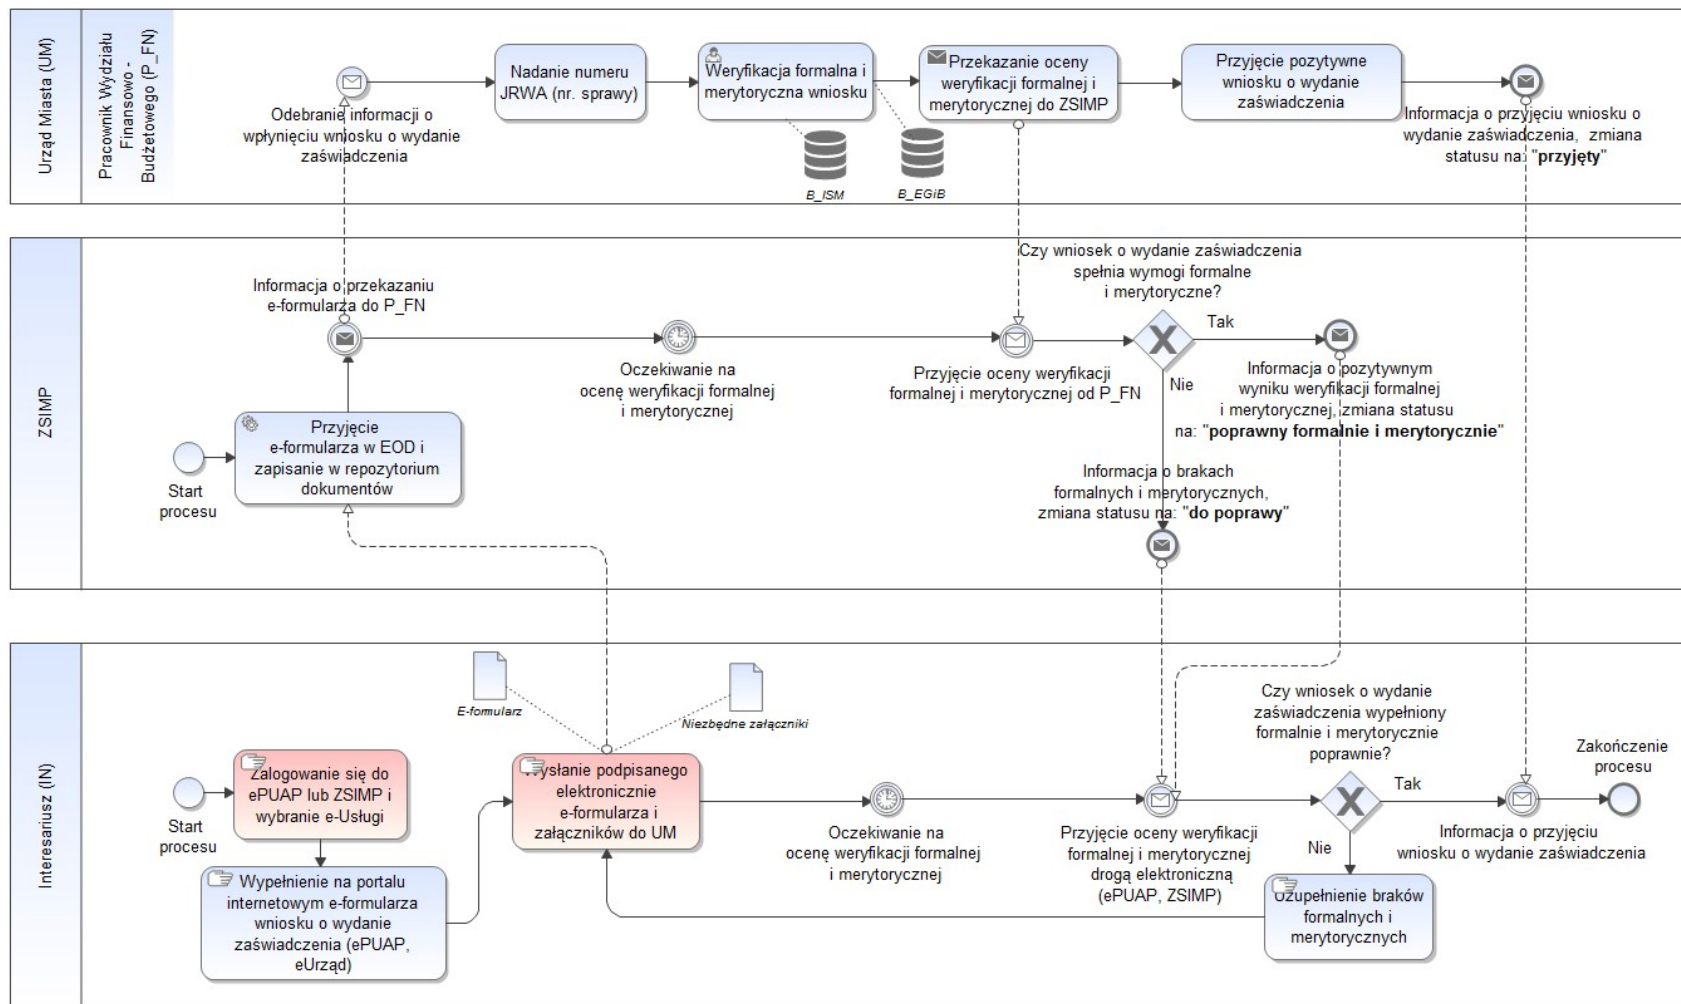 Urząd Miasta (UM)
Pracownik Wydziału
Finansowo -
Budżetowego (P_FN)
Odebranie informacji o
wpłynięciu wniosku o wydanie
zaświadczenia
Nadanie numeru
JRWA (nr. sprawy)
Weryfikacja formalna i
merytoryczna wniosku
B_ISM
B_EGiB
Przekazanie oceny
weryfikacji formalnej i
merytorycznej do ZSIMP
Przyjęcie pozytywne
wniosku o wydanie
zaświadczenia
Informacja o przyjęciu wniosku o
wydanie zaświadczenia, zmiana
statusu na: "przyjęty"
ZSIMP
Start
procesu
Przyjęcie
e-formularza w EOD i
zapisanie w repozytorium
dokumentów
Informacja o przekazaniu
e-formularza do P_FN
Oczekiwanie na
ocenę weryfikacji formalnej
i merytorycznej
Przyjęcie oceny weryfikacji
formalnej i merytorycznej od P_FN
Czy wniosek o wydanie zaświadczenia
spełnia wymogi formalne
i merytoryczne?
Tak
Nie
Informacja o pozytywnym
wyniku weryfikacji formalnej
i merytorycznej, zmiana statusu
na: "poprawny formalnie i merytorycznie"
Informacja o brakach
formalnych i merytorycznych,
zmiana statusu na: "do poprawy"
Interesariusz (IN)
Start
procesu
Zalogowanie się do
ePUAP lub ZSIMP i
wybranie e-Usługi
Wypełnienie na portalu
internetowym e-formularza
wniosku o wydanie
zaświadczenia (ePUAP,
eUrząd)
E-formularz
Niezbędne załączniki
Wysłanie podpisanego
elektronicznie
e-formularza i
załączników do UM
Oczekiwanie na
ocenę weryfikacji formalnej
i merytorycznej
Przyjęcie oceny weryfikacji
formalnej i merytorycznej
drogą elektroniczną
(ePUAP, ZSIMP)
Czy wniosek o wydanie
zaświadczenia wypełniony
formalnie i merytorycznie
poprawnie?
Tak
Nie
Uzupełnienie braków
formalnych i
merytorycznych
Informacja o przyjęciu
wniosku o wydanie zaświadczenia
Zakończenie
procesu